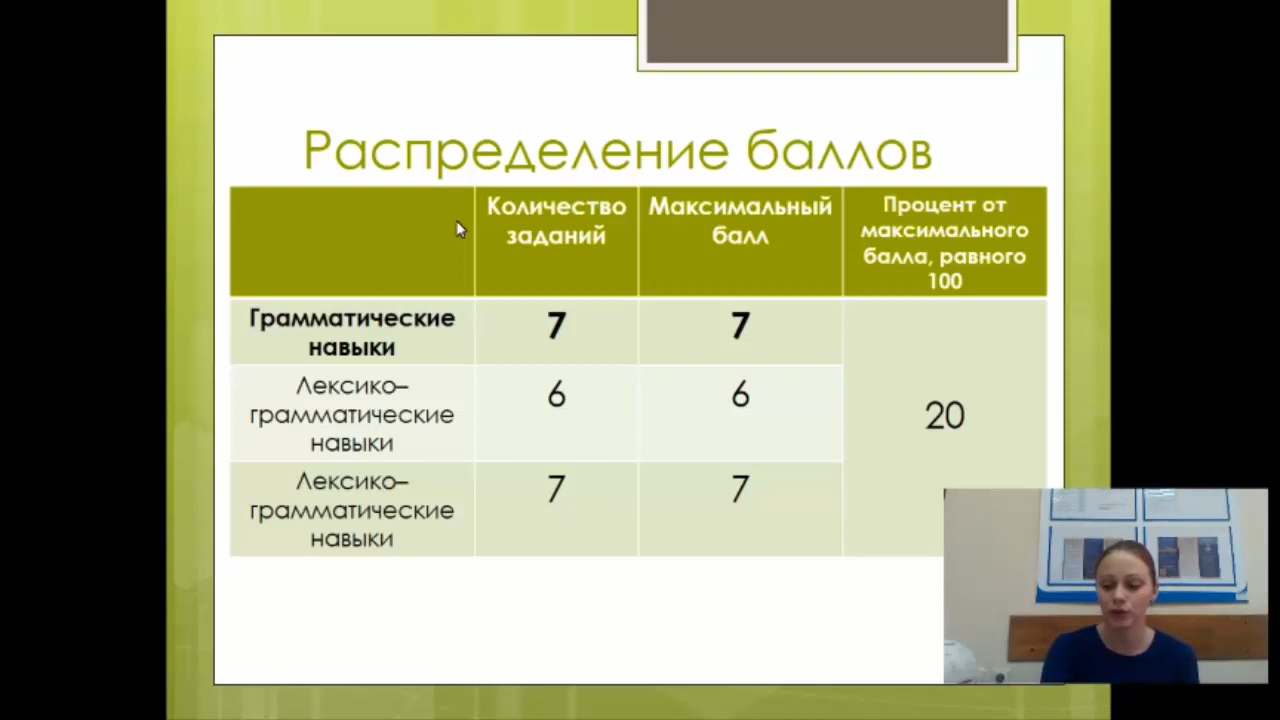 Распределение баллов
Количество заданий
Максимальный балл
Процент от максимального балла, равного 100
Грамматические навыки
7
7
Лексико–грамматические навыки
6
6
20
Лексико–грамматические навыки
7
7